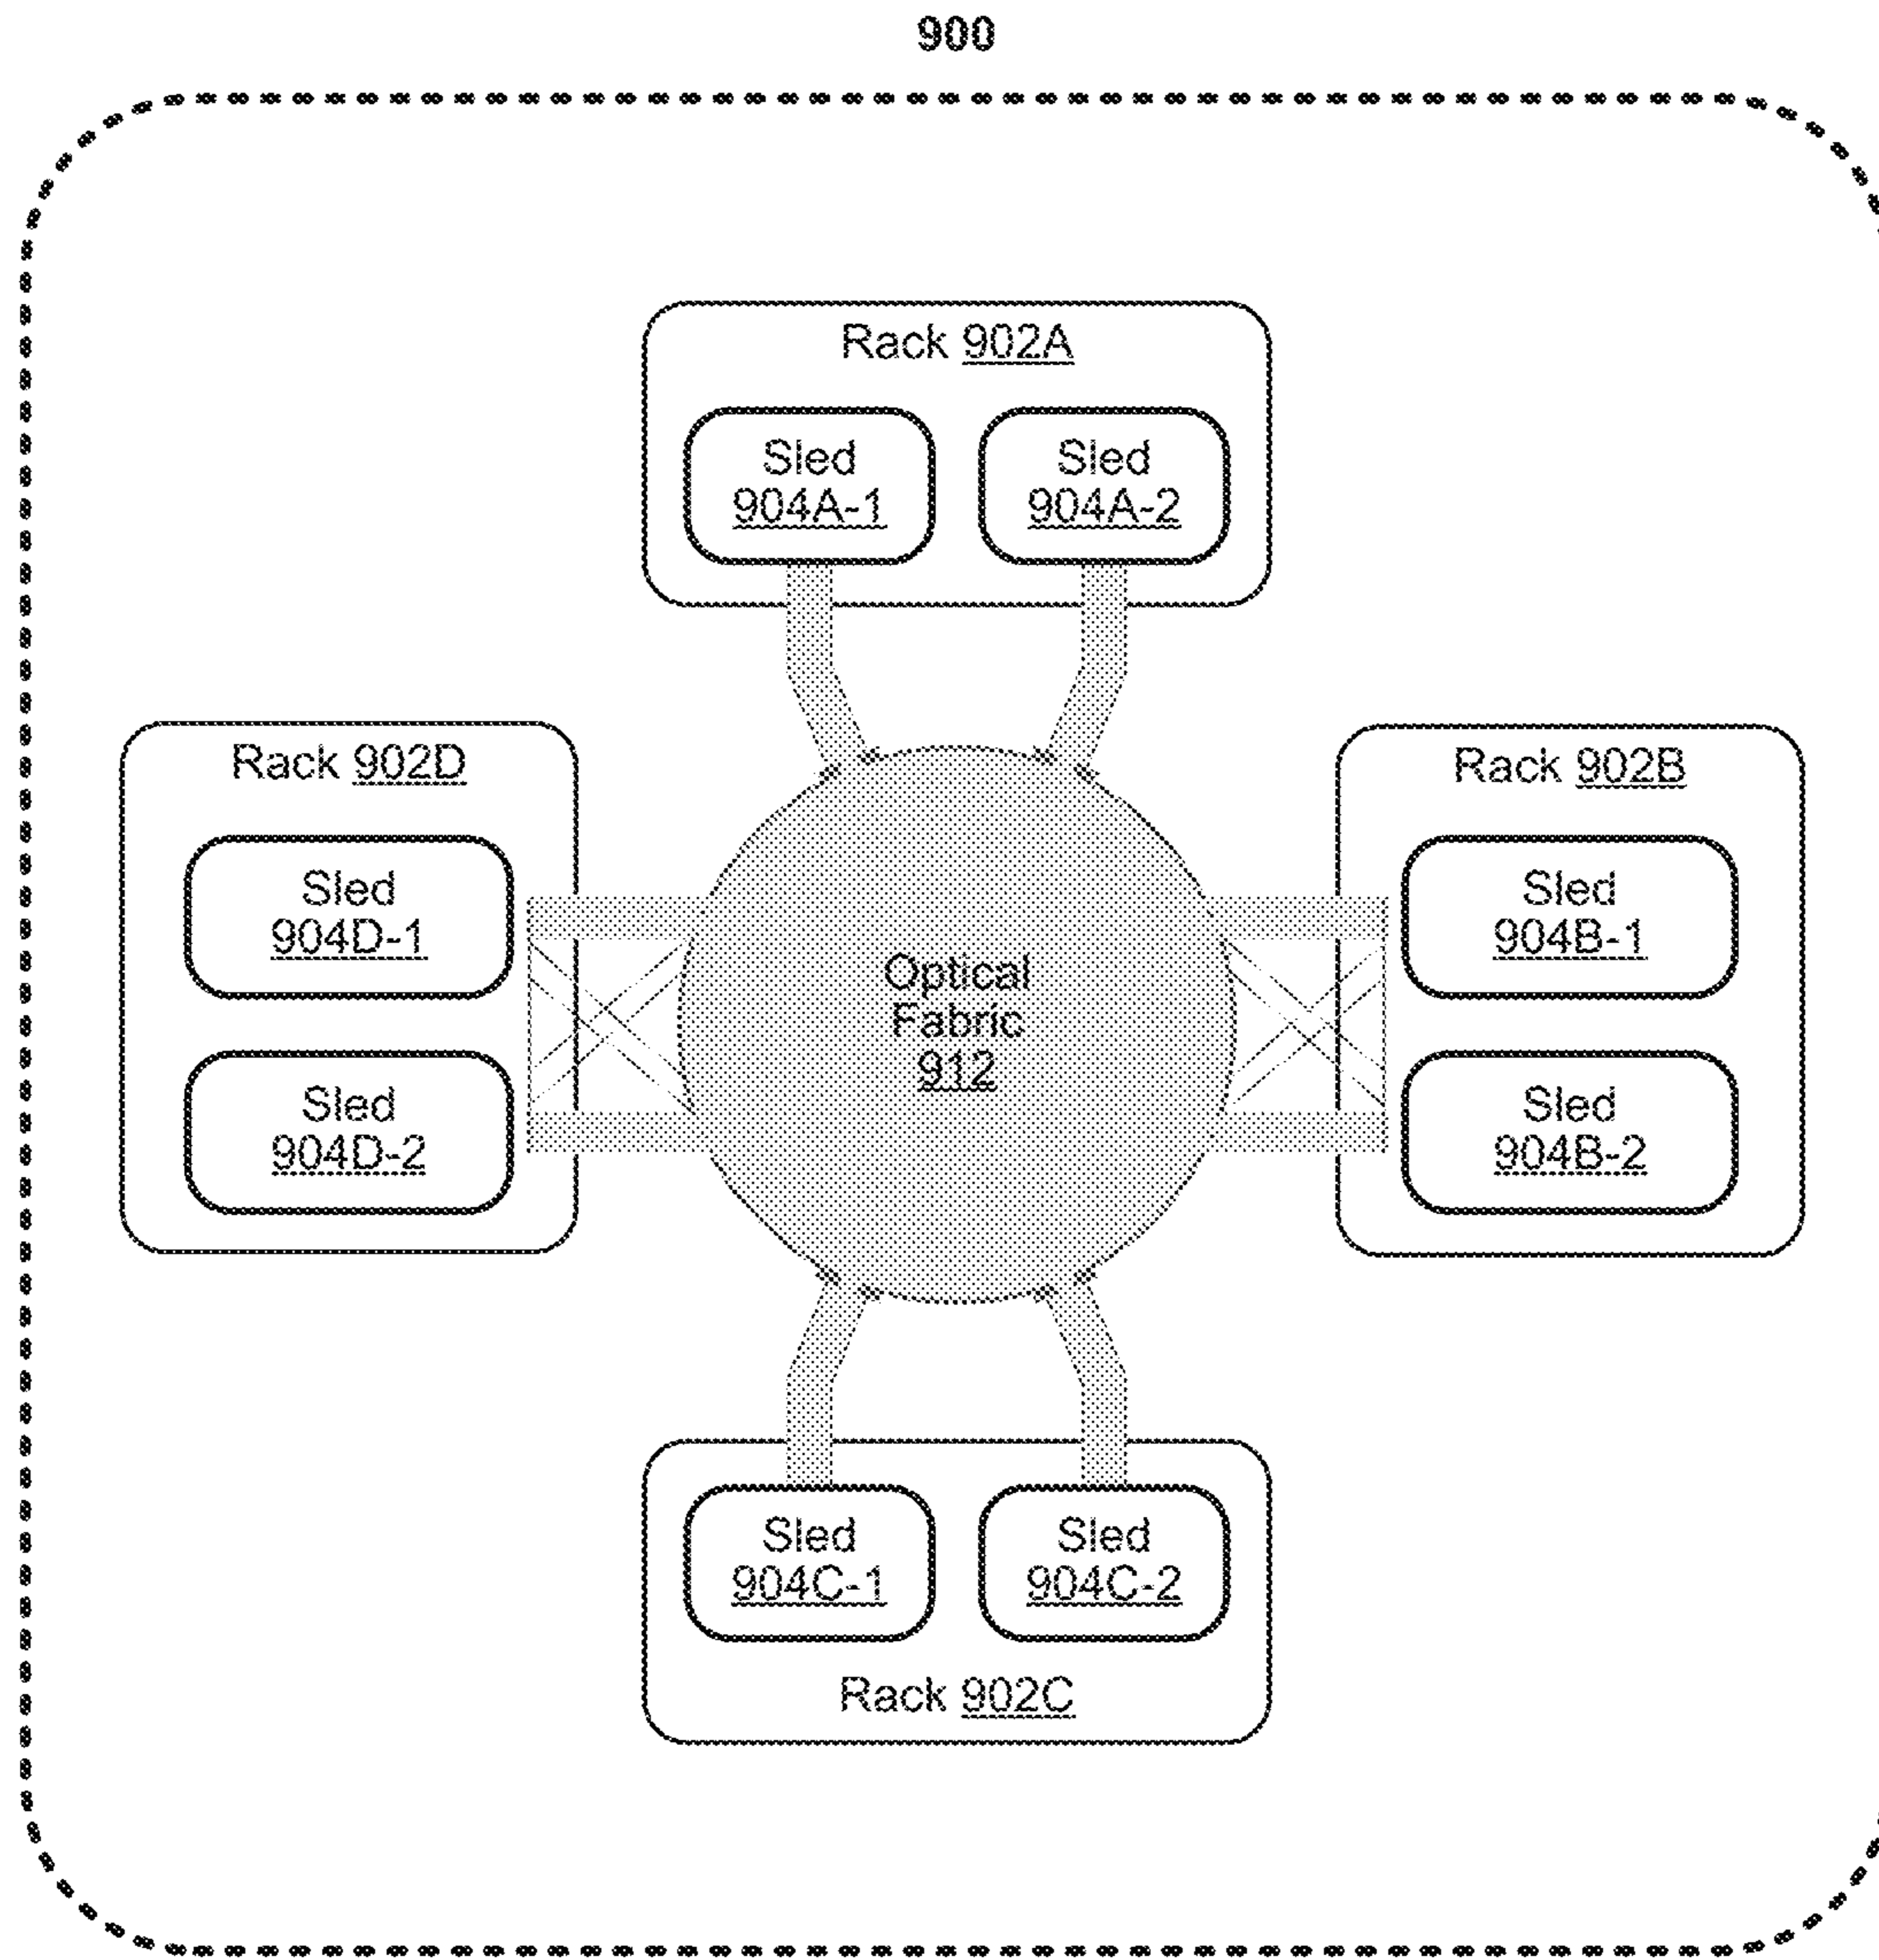 900
Rack 902A
Sled
904A-1
Sled
904A-2
Rack 902D
Sled
904D-1
Sled
904D-2
Optical
Fabric
912
Rack 902B
Sled
904B-1
Sled
904B-2
Sled
904C-1
Sled
904C-2
Rack 902C